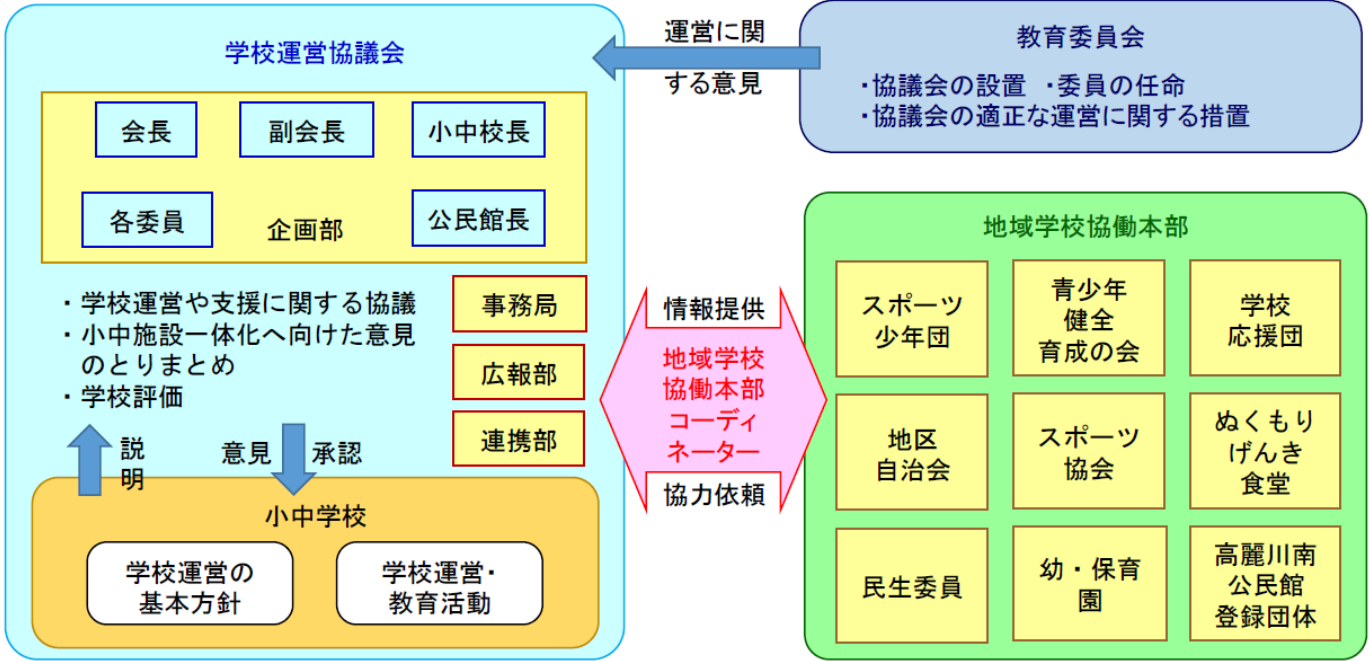 学校運営協議会
会長
副会長
小中校長
各委員
企画部
公民館長
・学校運営や支援に関する協議
・小中施設一体化へ向けた意見
のとりまとめ
・学校評価
事務局
広報部
連携部
説
明
意見
承認
小中学校
学校運営の
基本方針
学校運営・
教育活動
運営に関
する意見
教育委員会
・協議会の設置 ・委員の任命
・協議会の適正な運営に関する措置
情報提供
地域学校
協働本部
コーディ
ネーター
協力依頼
地域学校協働本部
スポーツ
少年団
青少年
健全
育成の会
学校
応援団
地区
自治会
スポーツ
協会
ぬくもり
げんき
食堂
民生委員
幼・保育
園
高麗川南
公民館
登録団体